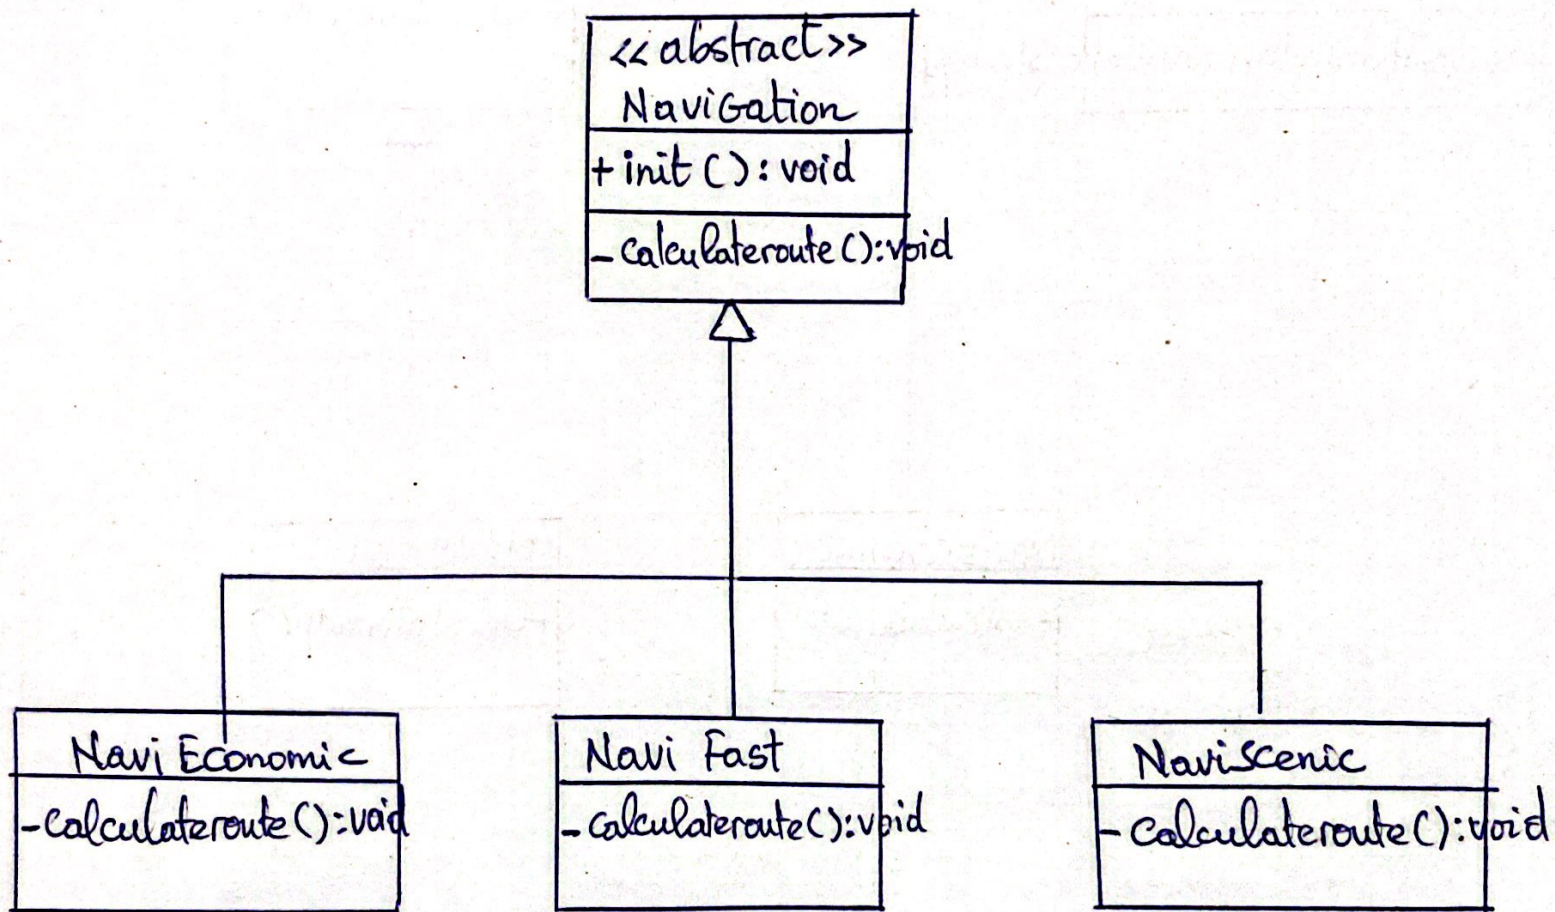 <<abstract>>
NaviGation
+ init(): void
- calculateroute():void
Navi Economic
- calculateroute():void
Navi Fast
- calculateroute():void
NaviScenic
- calculateroute():void